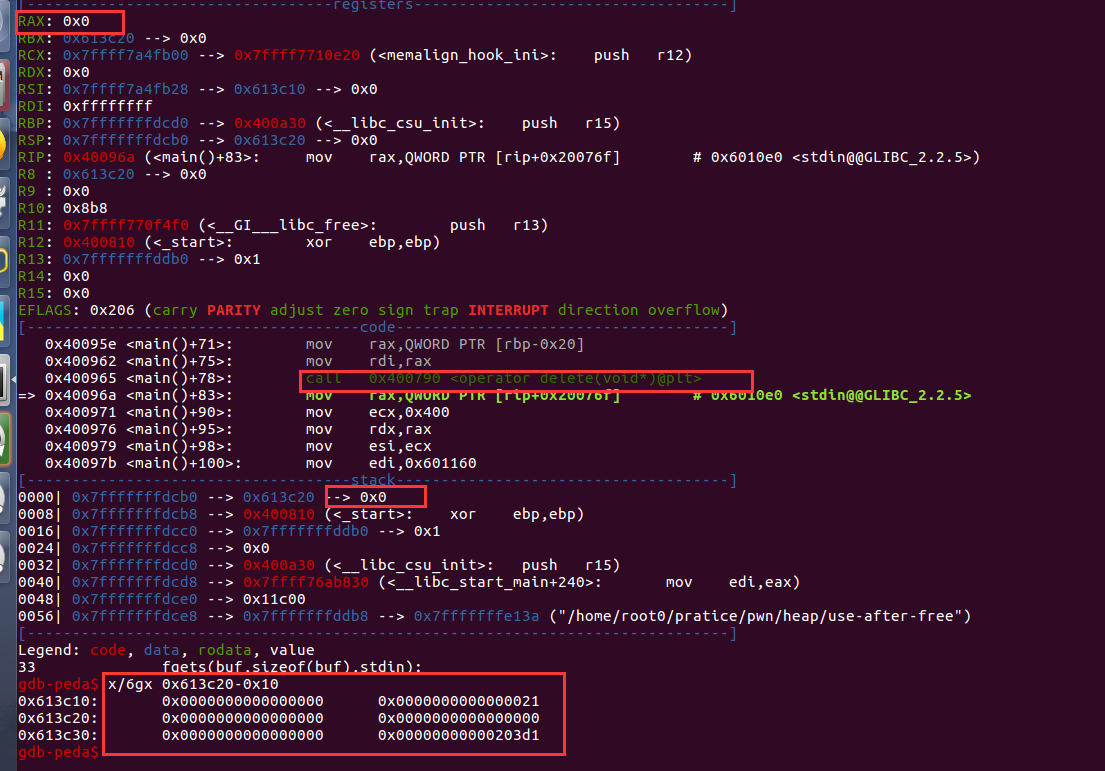 [----------------------------------registers-----------------------------------]
RAX: 0x0
RBX: 0x613c20 --> 0x0
RCX: 0x7ffff7a4fb00 --> 0x7ffff7710e20 (<memalign_hook_ini>:    push   r12)
RDX: 0x0
RSI: 0x7ffff7a4fb28 --> 0x613c10 --> 0x0
RDI: 0xffffffff
RBP: 0x7fffffffdcd0 --> 0x400a30 (<__libc_csu_init>:    push   r15)
RSP: 0x7fffffffdcb0 --> 0x613c20 --> 0x0
RIP: 0x40096a (<main()+83>:     mov    rax,QWORD PTR [rip+0x20076f]        # 0x6010e0 <stdin@@GLIBC_2.2.5>)
R8 : 0x613c20 --> 0x0
R9 : 0x0
R10: 0x8b8
R11: 0x7ffff770f4f0 (<__GI___libc_free>:        push   r13)
R12: 0x400810 (<_start>:        xor    ebp,ebp)
R13: 0x7fffffffddb0 --> 0x1
R14: 0x0
R15: 0x0
EFLAGS: 0x206 (carry PARITY adjust zero sign trap INTERRUPT direction overflow)
[-------------------------------------code-------------------------------------]
   0x40095e <main()+71>:        mov    rax,QWORD PTR [rbp-0x20]
   0x400962 <main()+75>:        mov    rdi,rax
   0x400965 <main()+78>:        call   0x400790 <operator delete(void*)@plt>
=> 0x40096a <main()+83>:        mov    rax,QWORD PTR [rip+0x20076f]        # 0x6010e0 <stdin@@GLIBC_2.2.5>
   0x400971 <main()+90>:        mov    ecx,0x400
   0x400976 <main()+95>:        mov    rdx,rax
   0x400979 <main()+98>:        mov    esi,ecx
   0x40097b <main()+100>:       mov    edi,0x601160
[------------------------------------stack-------------------------------------]
0000| 0x7fffffffdcb0 --> 0x613c20 --> 0x0
0008| 0x7fffffffdcb8 --> 0x400810 (<_start>:    xor    ebp,ebp)
0016| 0x7fffffffdcc0 --> 0x7fffffffddb0 --> 0x1
0024| 0x7fffffffdcc8 --> 0x0
0032| 0x7fffffffdcd0 --> 0x400a30 (<__libc_csu_init>:   push   r15)
0040| 0x7fffffffdcd8 --> 0x7ffff76ab830 (<__libc_start_main+240>:       mov    edi,eax)
0048| 0x7fffffffdce0 --> 0x11c00
0056| 0x7fffffffdce8 --> 0x7fffffffddb8 --> 0x7fffffffe13a ("/home/root0/pratice/pwn/heap/use-after-free")
[------------------------------------------------------------------------------]
Legend: code, data, rodata, value
33              fgets(buf,sizeof(buf),stdin);
gdb-peda$ x/6gx 0x613c20-0x10
0x613c10:       0x0000000000000000      0x0000000000000021
0x613c20:       0x0000000000000000      0x0000000000000000
0x613c30:       0x0000000000000000      0x00000000000203d1
gdb-peda$